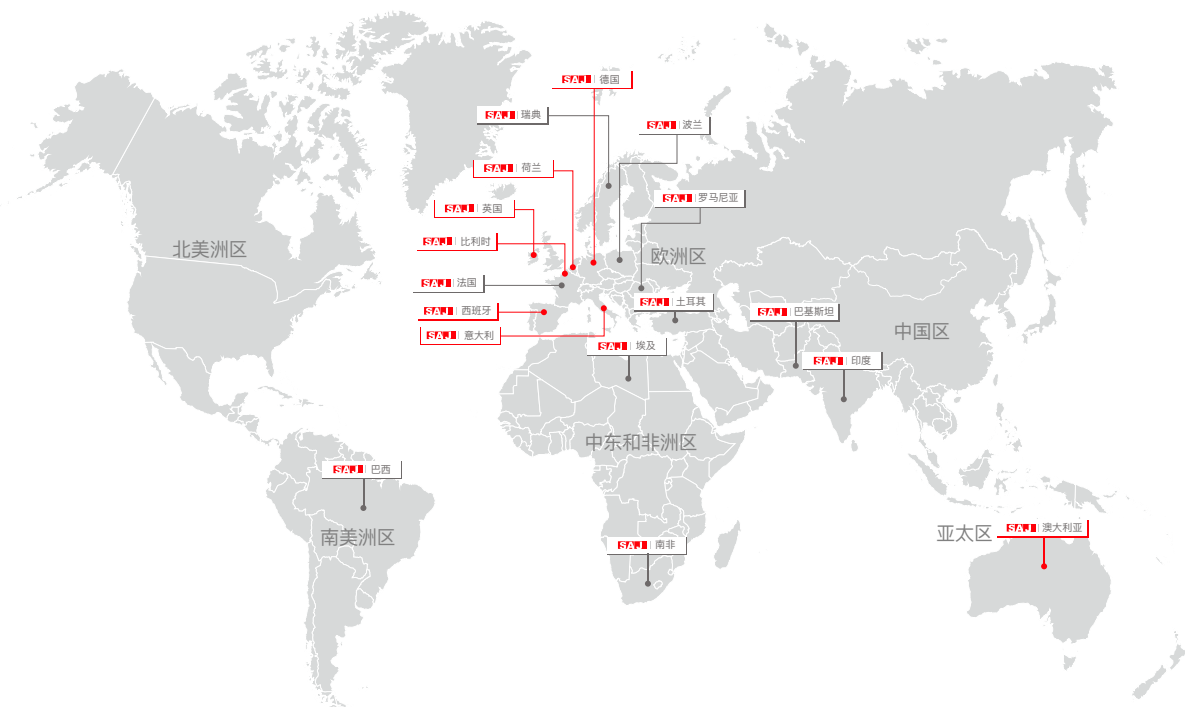 SAJ | 德国
SAJ | 瑞典
SAJ | 波兰
SAJ | 荷兰
SAJ | 罗马尼亚
SAJ | 英国
SAJ | 比利时
北美洲区
欧洲区
SAJ | 法国
SAJ | 土耳其
SAJ | 西班牙
SAJ | 巴基斯坦
中国区
SAJ | 意大利
SAJ | 埃及
SAJ | 印度
中东和非洲区
SAJ | 巴西
南美洲区
亚太区
SAJ | 澳大利亚
SAJ | 南非